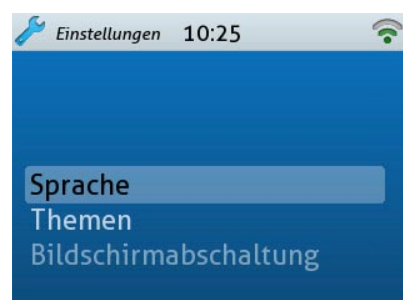 Einstellungen 10:25
Sprache
Themen
Bildschirmabschaltung